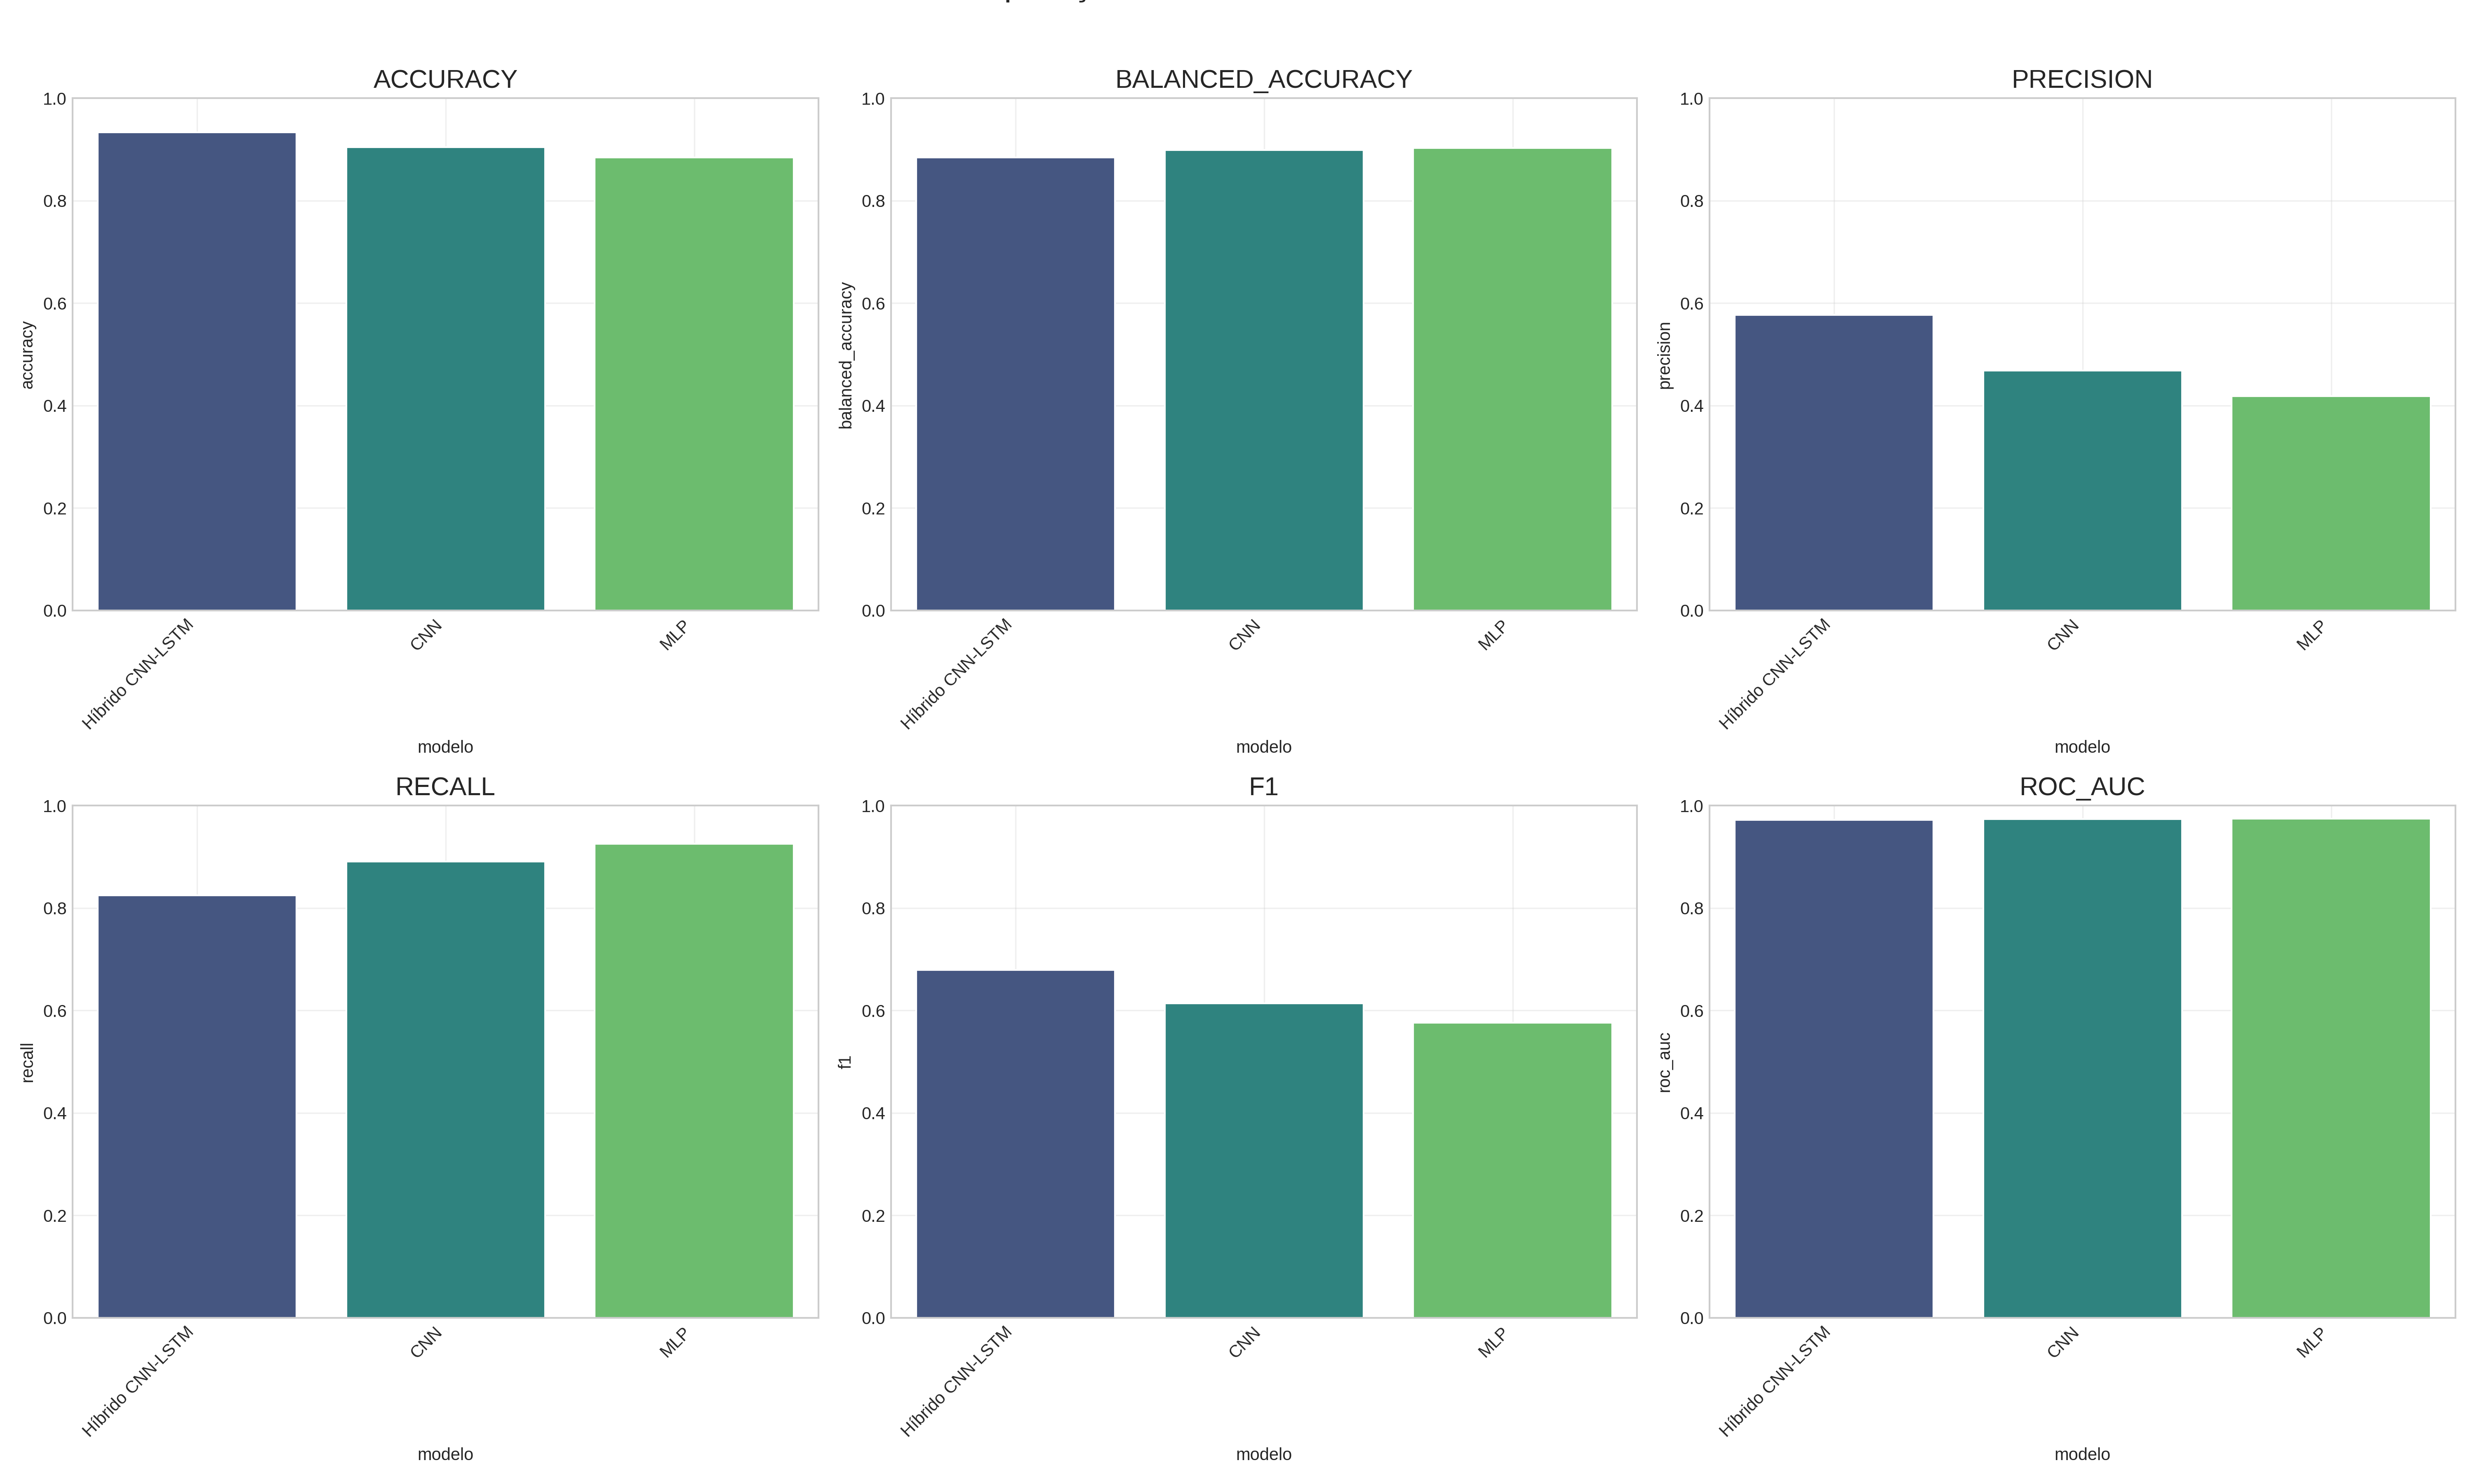 ACCURACY
1.0
0.8
0.6
0.4
0.2
0.0
accuracy
Híbrido CNN-LSTM
CNN
MLP
modelo
BALANCED_ACCURACY
1.0
0.8
0.6
0.4
0.2
0.0
balanced_accuracy
Híbrido CNN-LSTM
CNN
MLP
modelo
PRECISION
1.0
0.8
0.6
0.4
0.2
0.0
precision
Híbrido CNN-LSTM
CNN
MLP
modelo
RECALL
1.0
0.8
0.6
0.4
0.2
0.0
recall
Híbrido CNN-LSTM
CNN
MLP
modelo
F1
1.0
0.8
0.6
0.4
0.2
0.0
f1
Híbrido CNN-LSTM
CNN
MLP
modelo
ROC_AUC
1.0
0.8
0.6
0.4
0.2
0.0
roc_auc
Híbrido CNN-LSTM
CNN
MLP
modelo